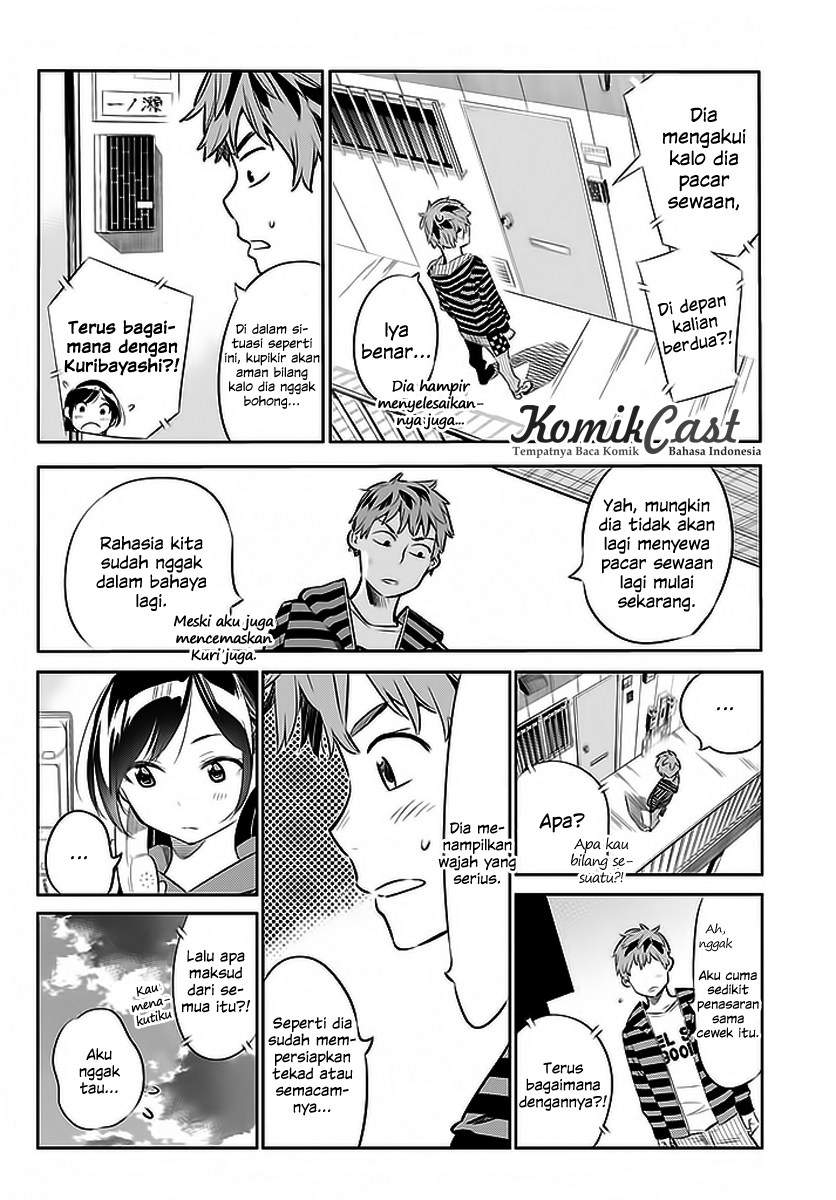 Dia
mengakui
kalo dia
pacar
sewaan,
Di depan
kalian
berdua?!
Iya
benar...
Dia hampir
menyelesaikan-
nya juga...
KomikCast
Tempatnya Baca Komik Bahasa Indonesia
一ノ瀬
Di dalam si-
tuasi seperti
ini, kupikir akan
aman bilang
kalo dia nggak
bohong...
Terus bagai-
mana dengan
Kuribayashi?!
Yah, mungkin
dia tidak akan
lagi menyewa
pacar sewaan
lagi mulai
sekarang.
Rahasia kita
sudah nggak
dalam bahaya
lagi.
Meski aku juga
mencemaskan
Kuri juga.
...
Apa?
Apa kau
bilang se-
suatu?!
Dia me-
nampilkan
wajah yang
serius.
...
Ah,
nggak
Aku cuma
sedikit
penasaran
sama
cewek itu.
EL S
BOOI
Terus
bagaimana
dengannya?!
Seperti dia
sudah mem-
persiapkan
tekad atau
semacam-
nya...
Lalu apa
maksud
dari se-
mua itu?!
Kau
mena-
kutiku
Aku
nggak
tau...